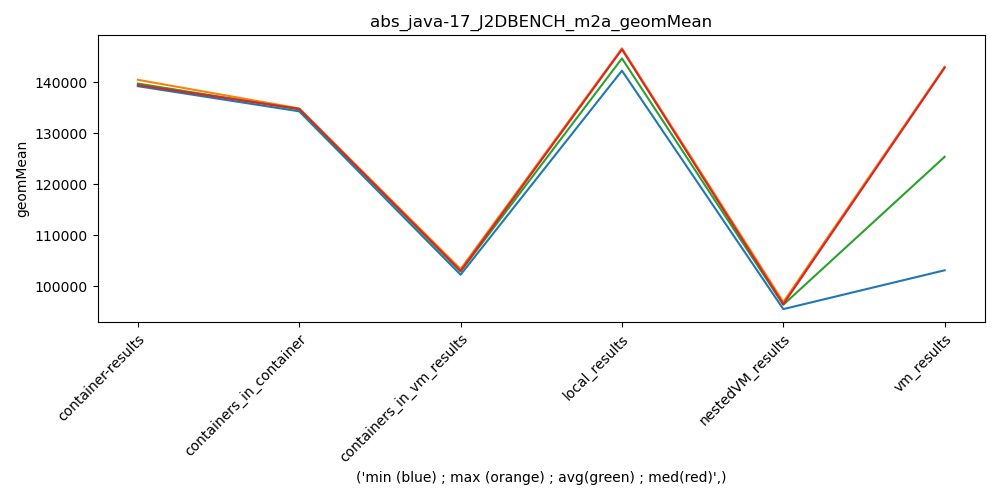 abs_java-17_J2DBENCH_m2a_geomMean
geomMean
140000
130000
120000
110000
100000
container-results
containers_in_container
containers_in_vm_results
local_results
nestedVM_results
vm_results
('min (blue) ; max (orange) ; avg(green) ; med(red)',)